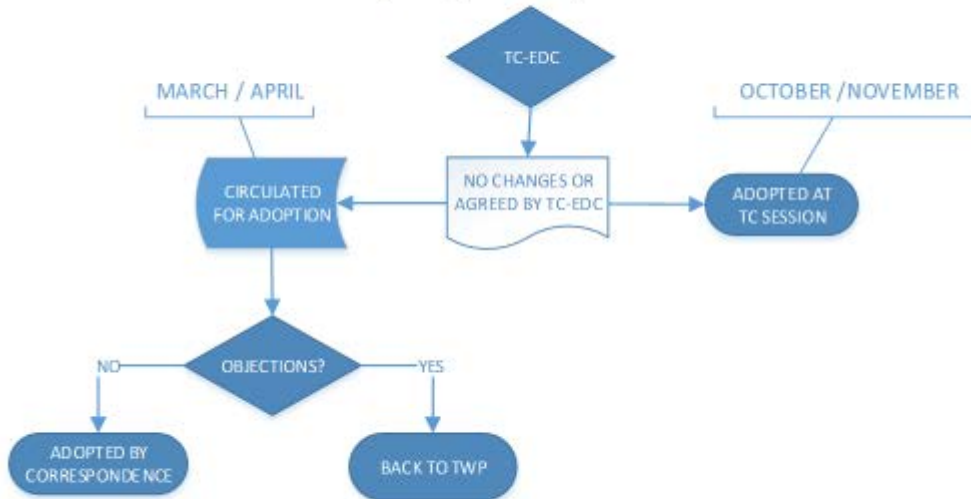 TC-EDC
MARCH / APRIL
OCTOBER /NOVEMBER
CIRCULATED
FOR ADOPTION
NO CHANGES OR
AGREED BY TC-EDC
ADOPTED AT
TC SESSION
OBJECTIONS?
NO
YES
ADOPTED BY
CORRESPONDENCE
BACK TO TWP